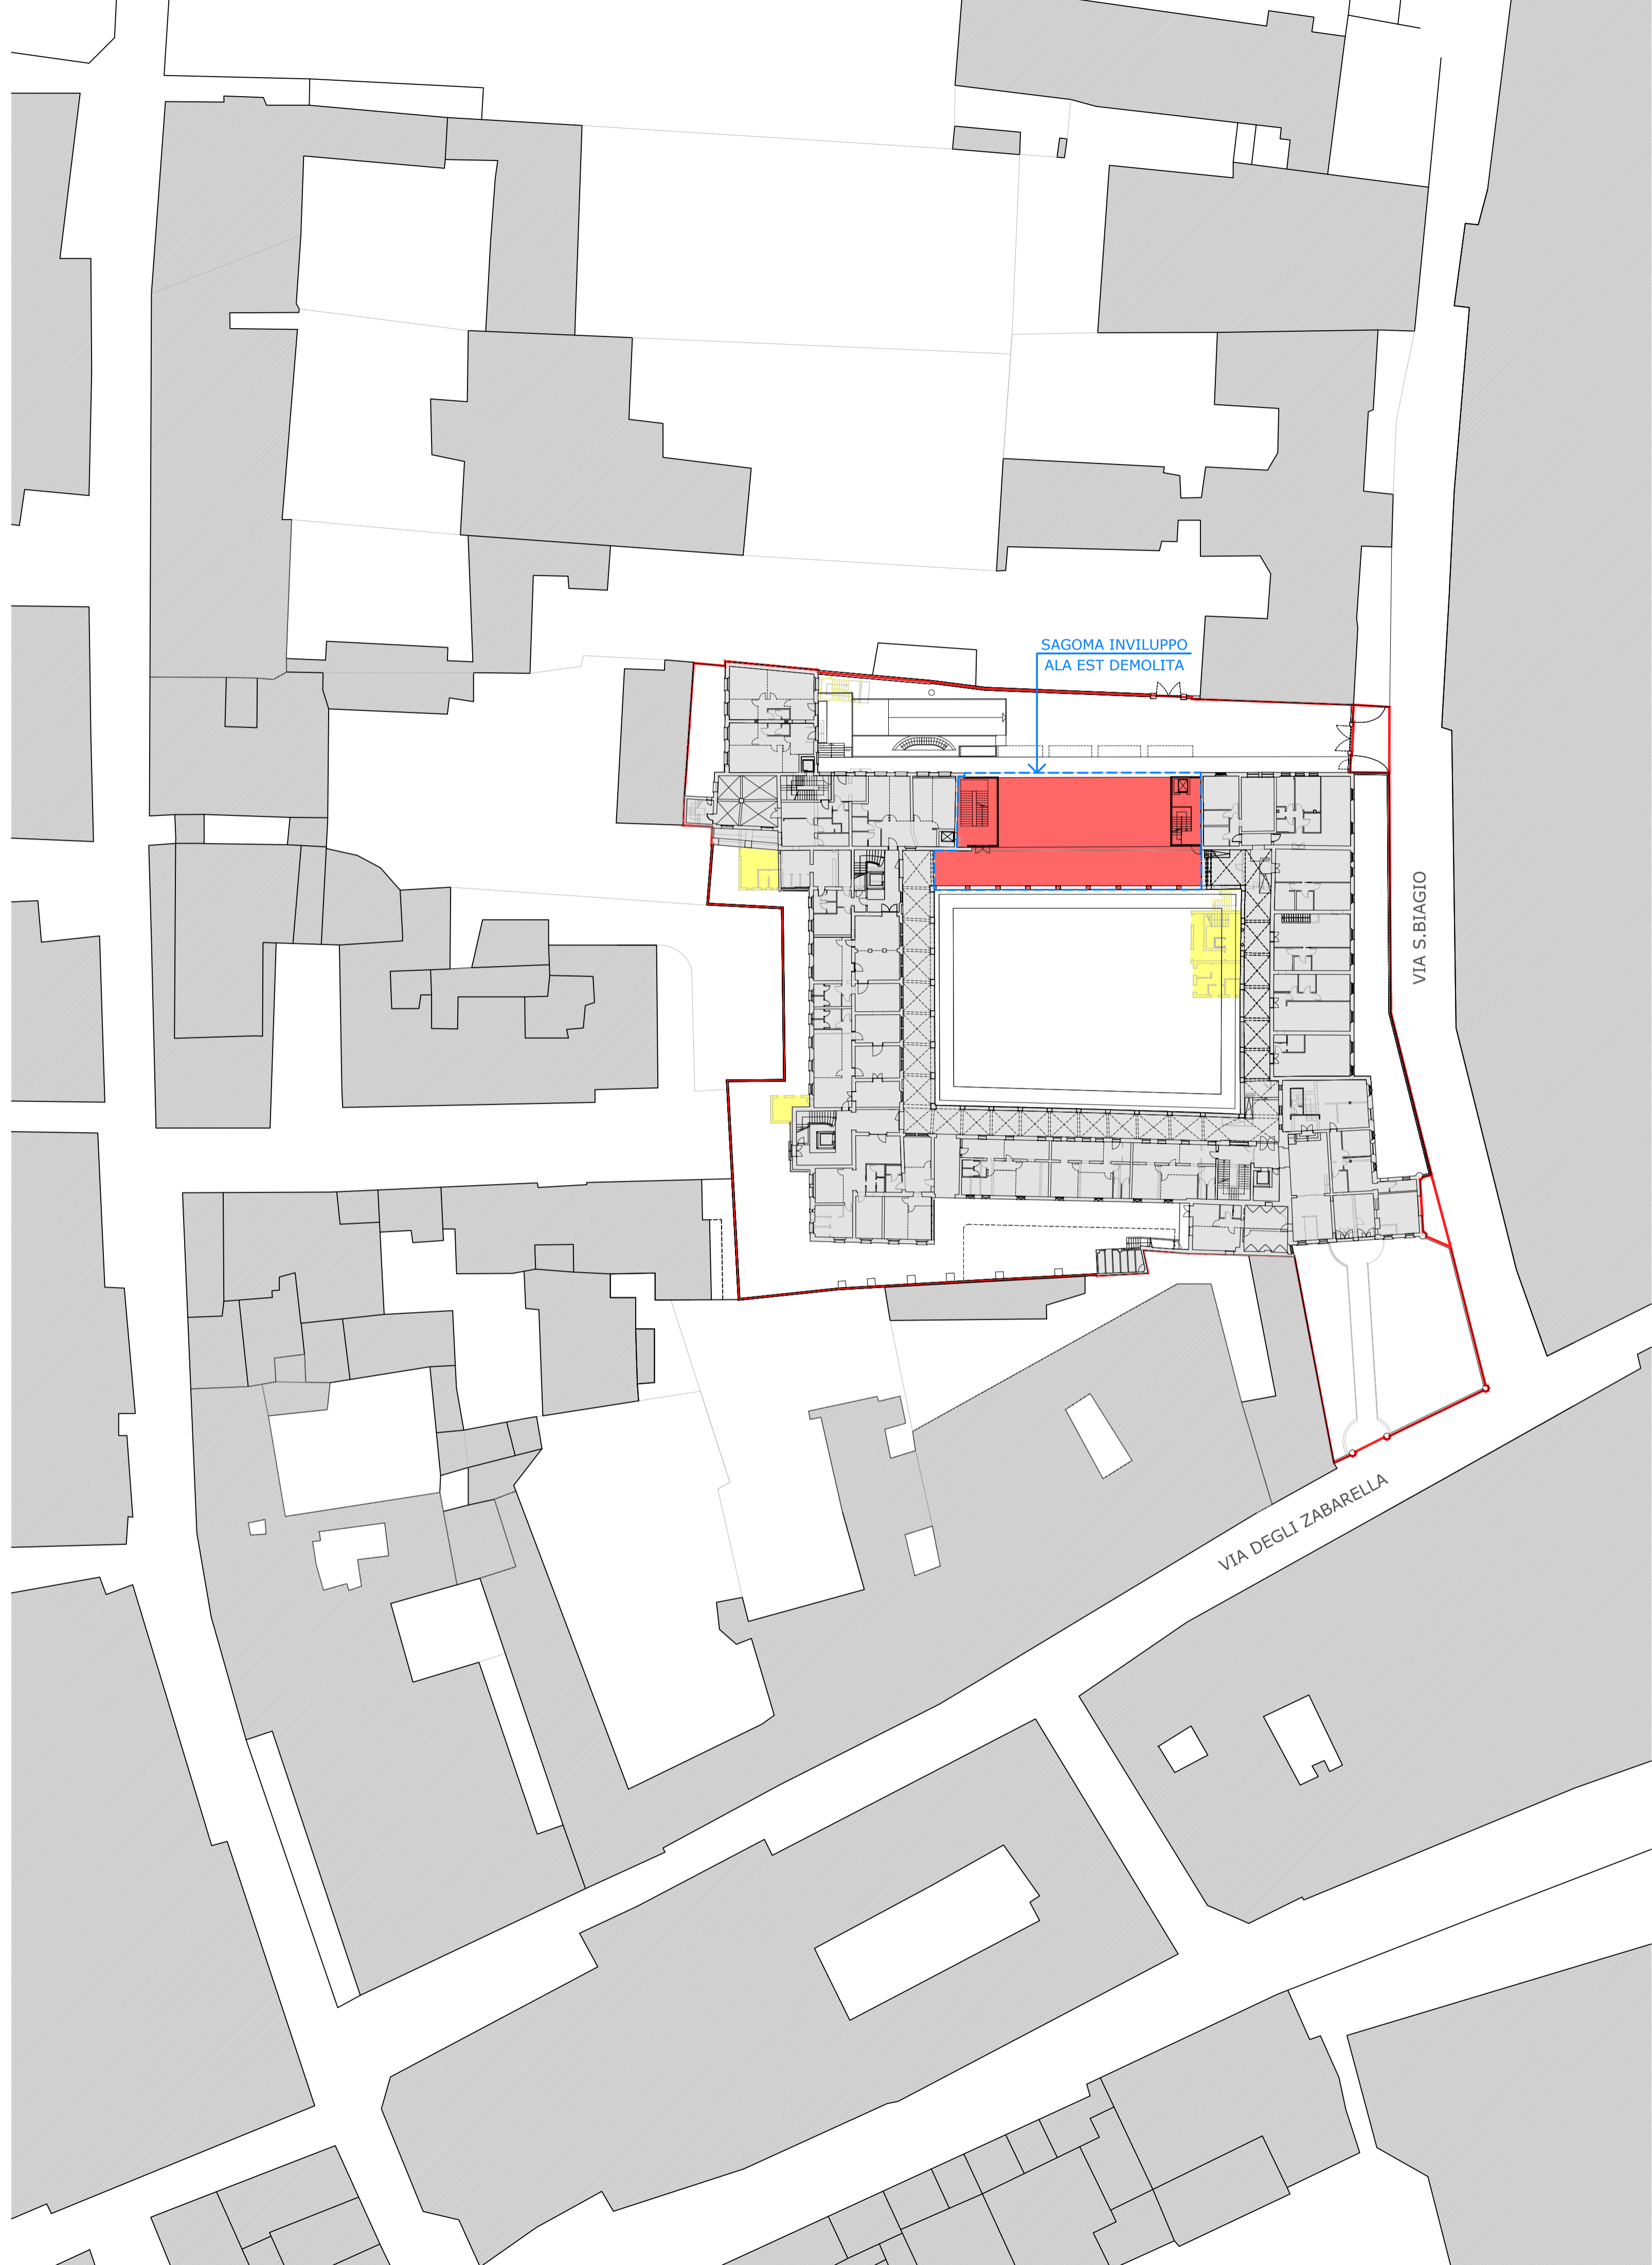 SAGOMA INVILUPPO
ALA EST DEMOLITA
VIA S.BIAGIO
VIA DEGLI ZABARELLA